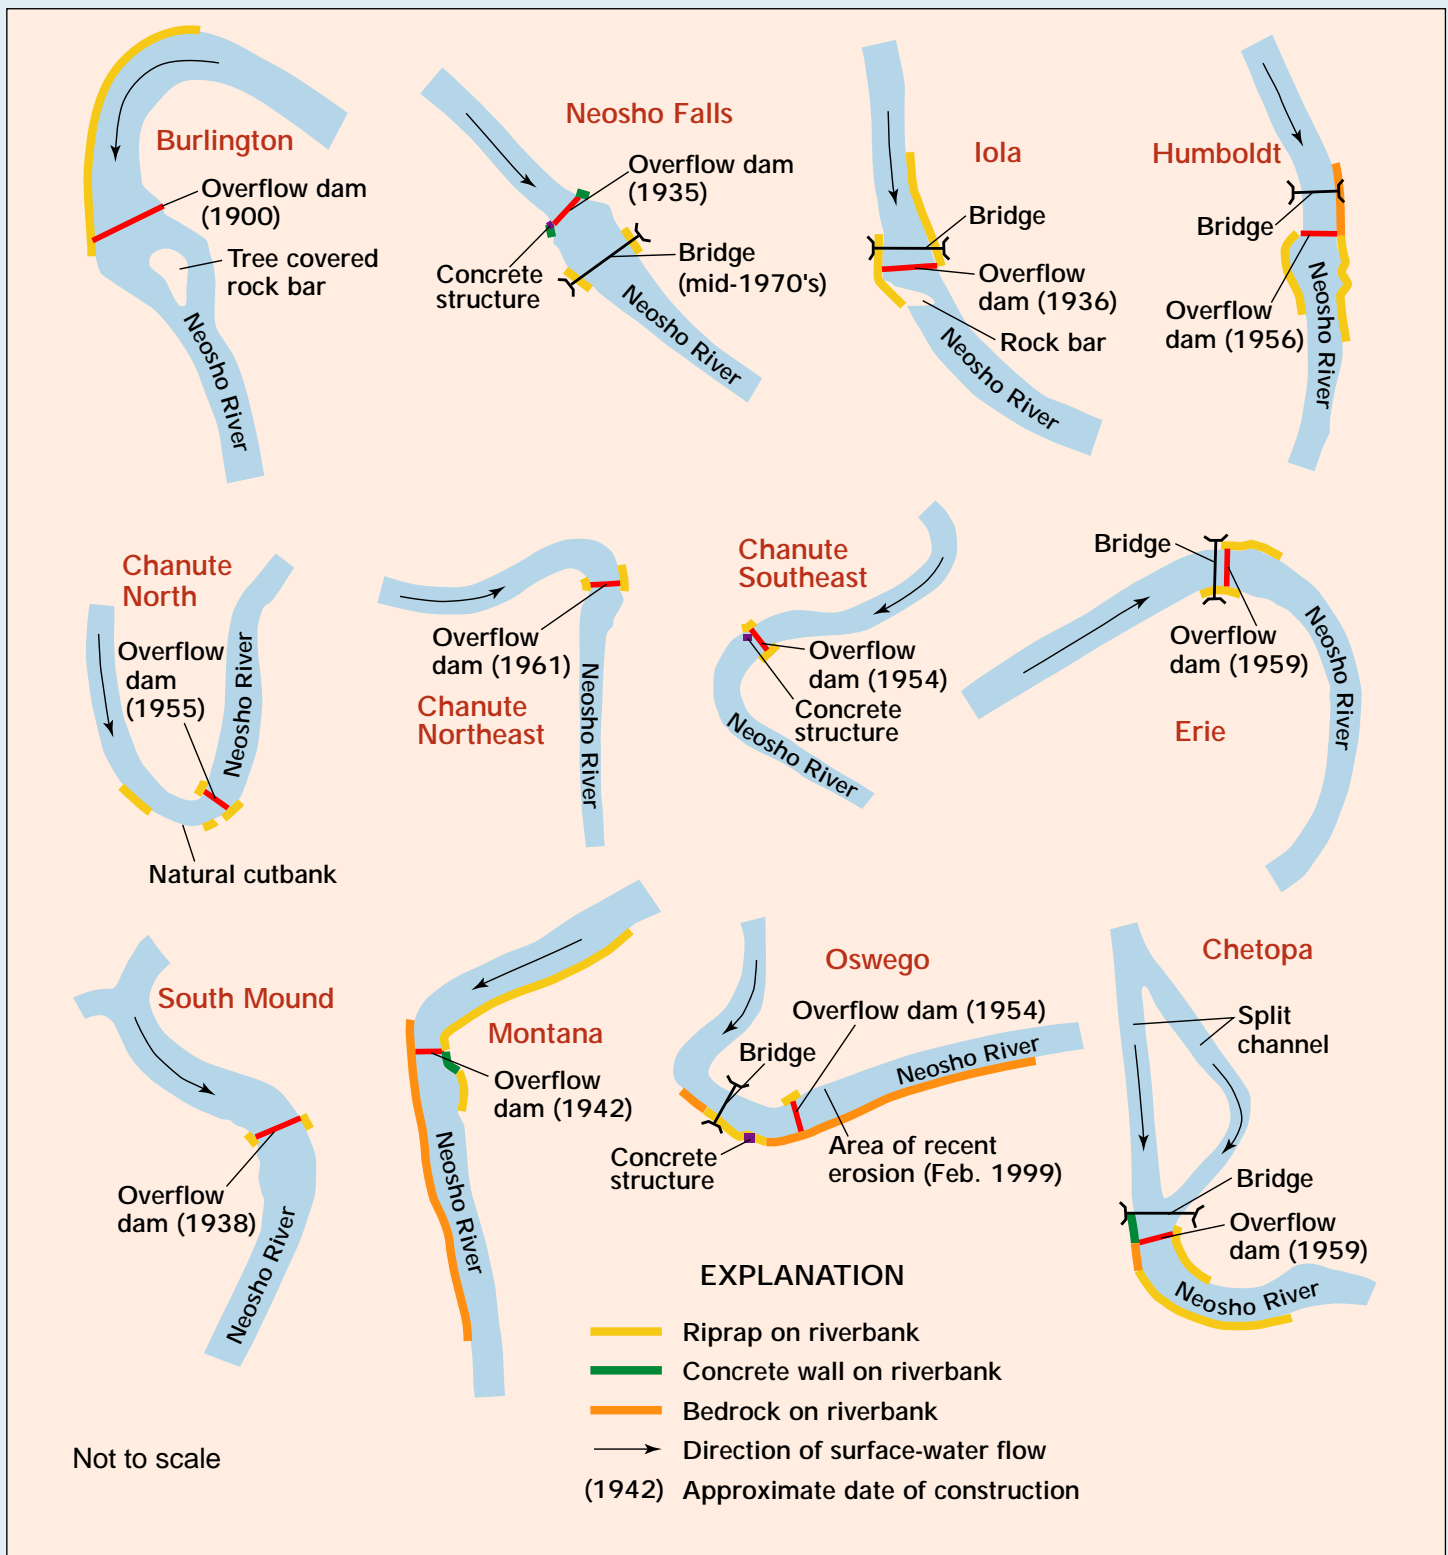 Burlington
Overflow dam
(1900)
Tree covered
rock bar
Neosho River
Neosho Falls
Overflow dam
(1935)
Concrete
structure
Bridge
(mid-1970's)
Neosho River
Iola
Bridge
Overflow
dam (1936)
Rock bar
Neosho River
Humboldt
Bridge
Overflow
dam (1956)
Neosho River
Chanute
North
Overflow
dam
(1955)
Neosho River
Natural cutbank
Overflow
dam (1961)
Chanute
Northeast
Neosho River
Chanute
Southeast
Overflow
dam (1954)
Concrete
structure
Neosho River
Bridge
Overflow
dam (1959)
Erie
Neosho River
South Mound
Overflow
dam (1938)
Neosho River
Montana
Overflow
dam (1942)
Neosho River
Oswego
Overflow dam (1954)
Bridge
Neosho River
Concrete
structure
Area of recent
erosion (Feb. 1999)
Chetopa
Split
channel
Bridge
Overflow
dam (1959)
Neosho River
EXPLANATION
Riprap on riverbank
Concrete wall on riverbank
Bedrock on riverbank
Direction of surface-water flow
(1942) Approximate date of construction
Not to scale